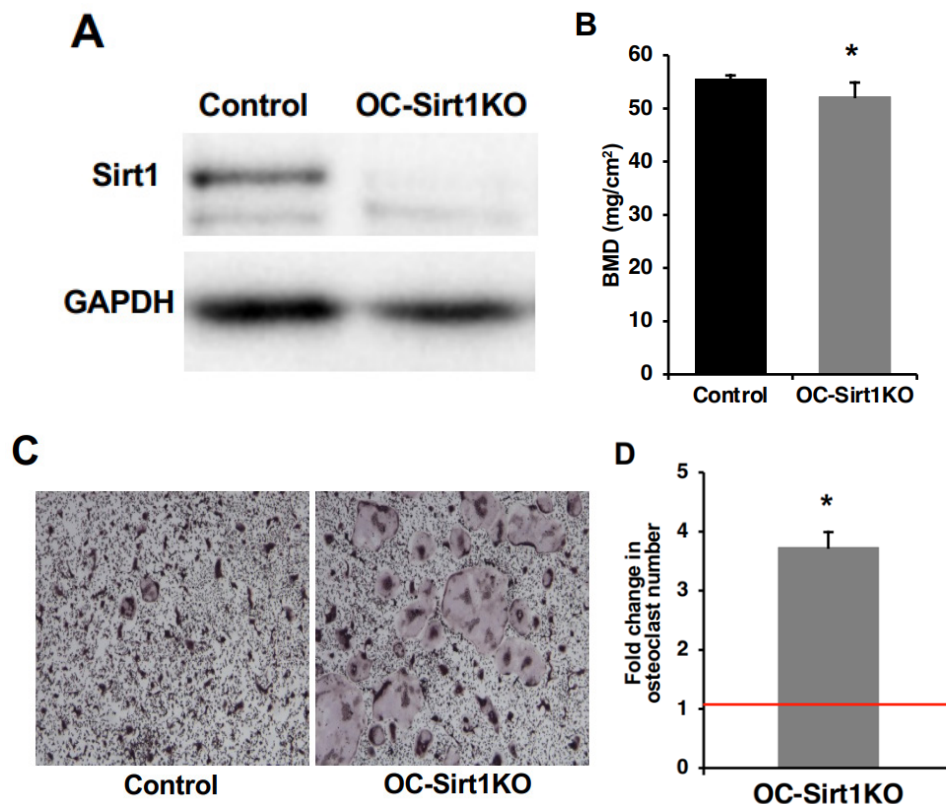 A
Control OC-Sirt1KO
Sirt1
GAPDH
B
*
60
50
40
30
20
10
0
BMD (mg/cm²)
Control OC-Sirt1KO
C
Control OC-Sirt1KO
D
*
5
4
3
2
1
0
Fold change in
osteoclast number
OC-Sirt1KO